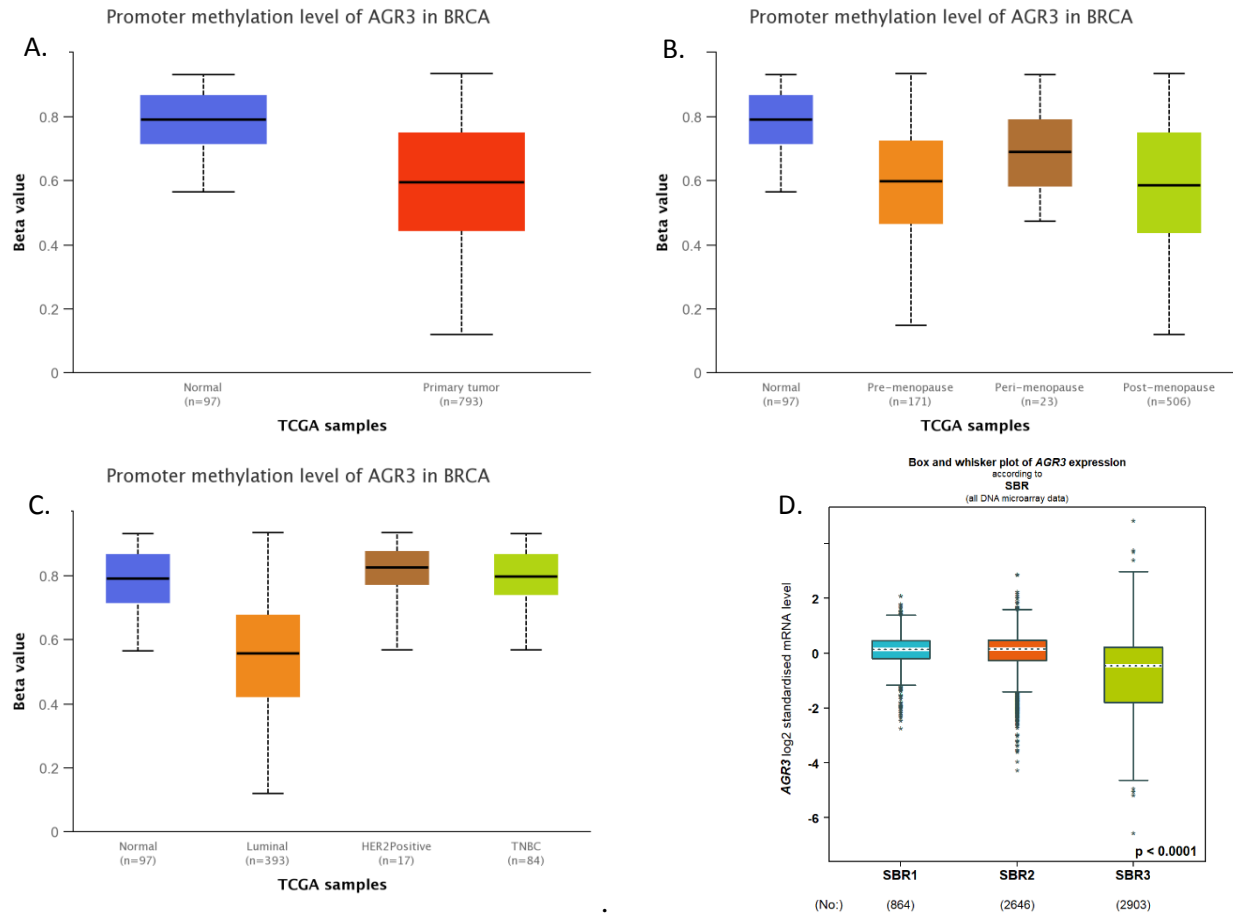 Promoter methylation level of AGR3 in BRCA
A.
Beta value
0.8
0.6
0.4
0.2
0
Normal
(n=97)
Primary tumor
(n=793)
TCGA samples
Promoter methylation level of AGR3 in BRCA
B.
Beta value
0.8
0.6
0.4
0.2
0
Normal
(n=97)
Pre-menopause
(n=171)
Peri-menopause
(n=23)
Post-menopause
(n=506)
TCGA samples
Promoter methylation level of AGR3 in BRCA
C.
Beta value
0.8
0.6
0.4
0.2
0
Normal
(n=97)
Luminal
(n=393)
HER2Positive
(n=17)
TNBC
(n=84)
TCGA samples
.
Box and whisker plot of AGR3 expression
according to
SBR
(all DNA microarray data)
D.
AGR3 log2 standardised mRNA level
2
0
-2
-4
-6
p < 0.0001
SBR1 SBR2 SBR3
(No:) (864) (2646) (2903)